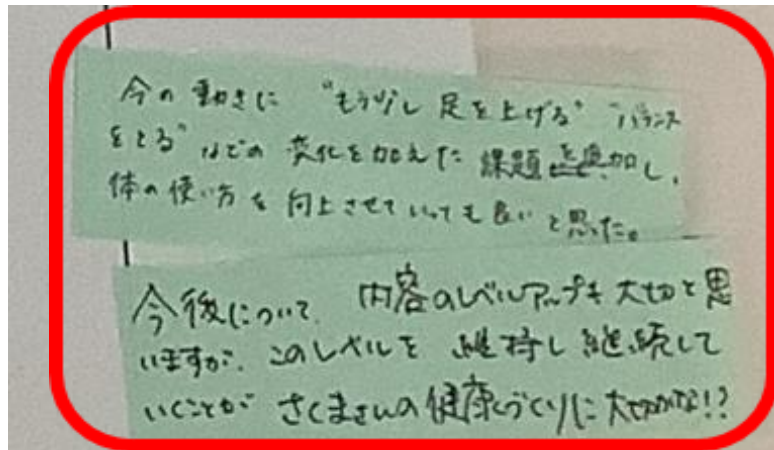 今の動きに "もう少し足を上げる" "バランス
をとる" などの変化を加えた課題を追加し、
体の使い方を向上させていっても良いと思った。
今後について、内容のレベルアップも大切と思
いますが、このレベルを維持し継続して
いくことが さくまさんの健康づくりに大切かな!?